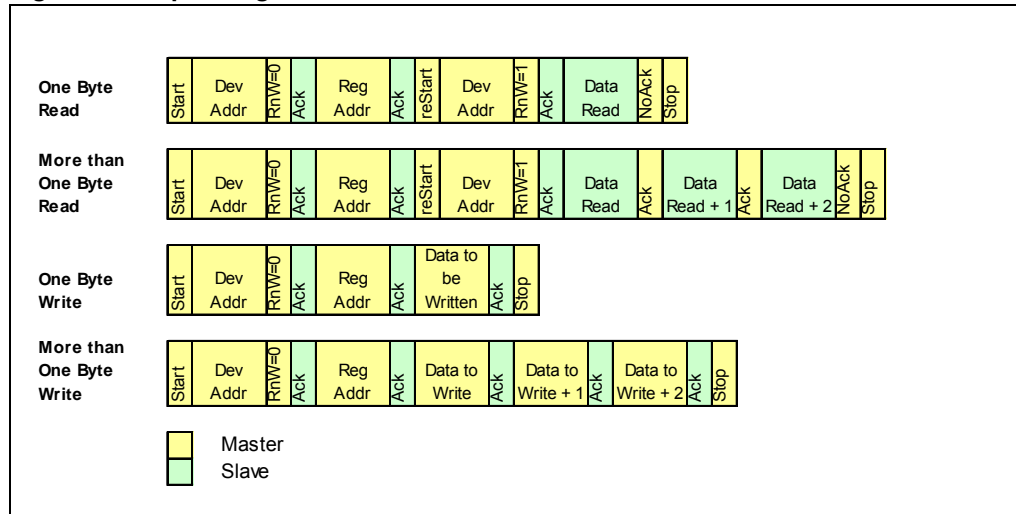 One Byte
Read
Start
Dev
Addr
RnW=0
Ack
Reg
Addr
Ack
reStart
Dev
Addr
RnW=1
Ack
Data
Read
NoAck
Stop
More than
One Byte
Read
Start
Dev
Addr
RnW=0
Ack
Reg
Addr
Ack
reStart
Dev
Addr
RnW=1
Ack
Data
Read
Ack
Data
Read + 1
Ack
Data
Read + 2
NoAck
Stop
One Byte
Write
Start
Dev
Addr
RnW=0
Ack
Reg
Addr
Ack
Data to
be
Written
Ack
Stop
More than
One Byte
Write
Start
Dev
Addr
RnW=0
Ack
Reg
Addr
Ack
Data to
Write
Ack
Data to
Write + 1
Ack
Data to
Write + 2
Ack
Stop
Master
Slave